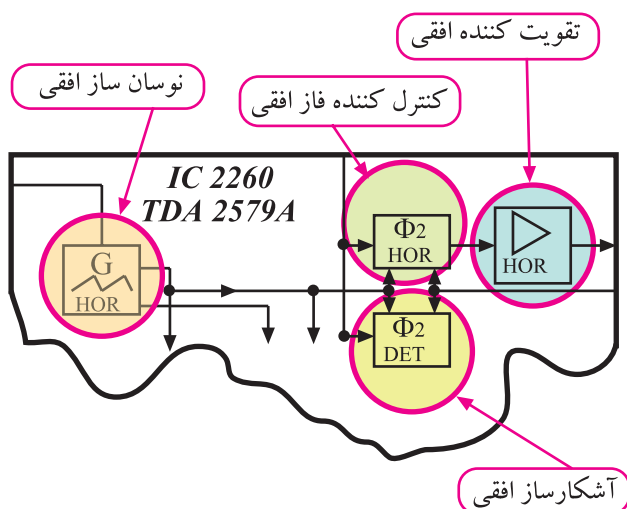 تقویت کننده افقی
نوسان ساز افقی
کنترل کننده فاز افقی
IC 2260
TDA 2579A
G
HOR
Φ2
HOR
HOR
Φ2
DET
آشکارساز افقی